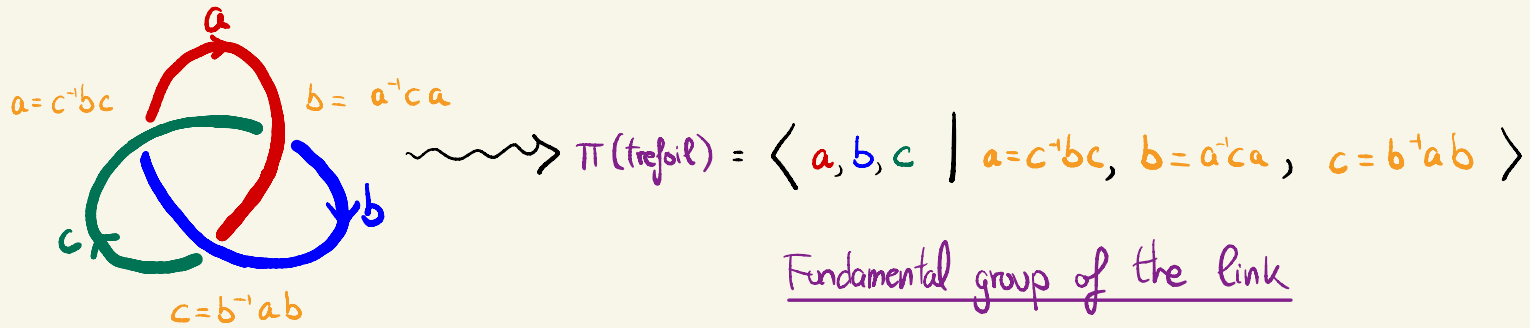 a
a = c⁻¹bc
b = a⁻¹ca
π(trefoil) = ⟨ a, b, c | a = c⁻¹bc, b = a⁻¹ca, c = b⁻¹ab ⟩
b
c
Fundamental group of the link
c = b⁻¹ab